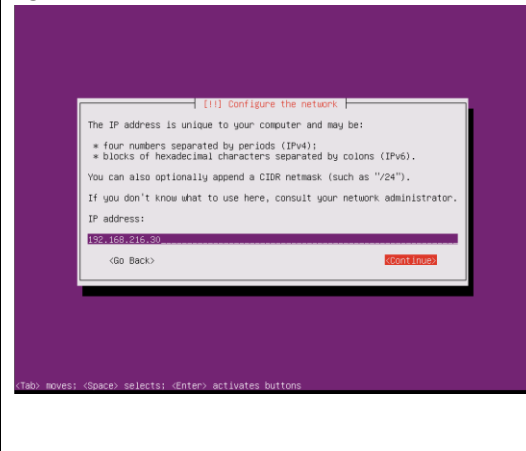 [!!] Configure the network
The IP address is unique to your computer and may be:
* four numbers separated by periods (IPv4);
* blocks of hexadecimal characters separated by colons (IPv6).
You can also optionally append a CIDR netmask (such as "/24").
If you don't know what to use here, consult your network administrator.
IP address:
192.168.216.30
<Go Back> <Continue>
<Tab> moves; <Space> selects; <Enter> activates buttons